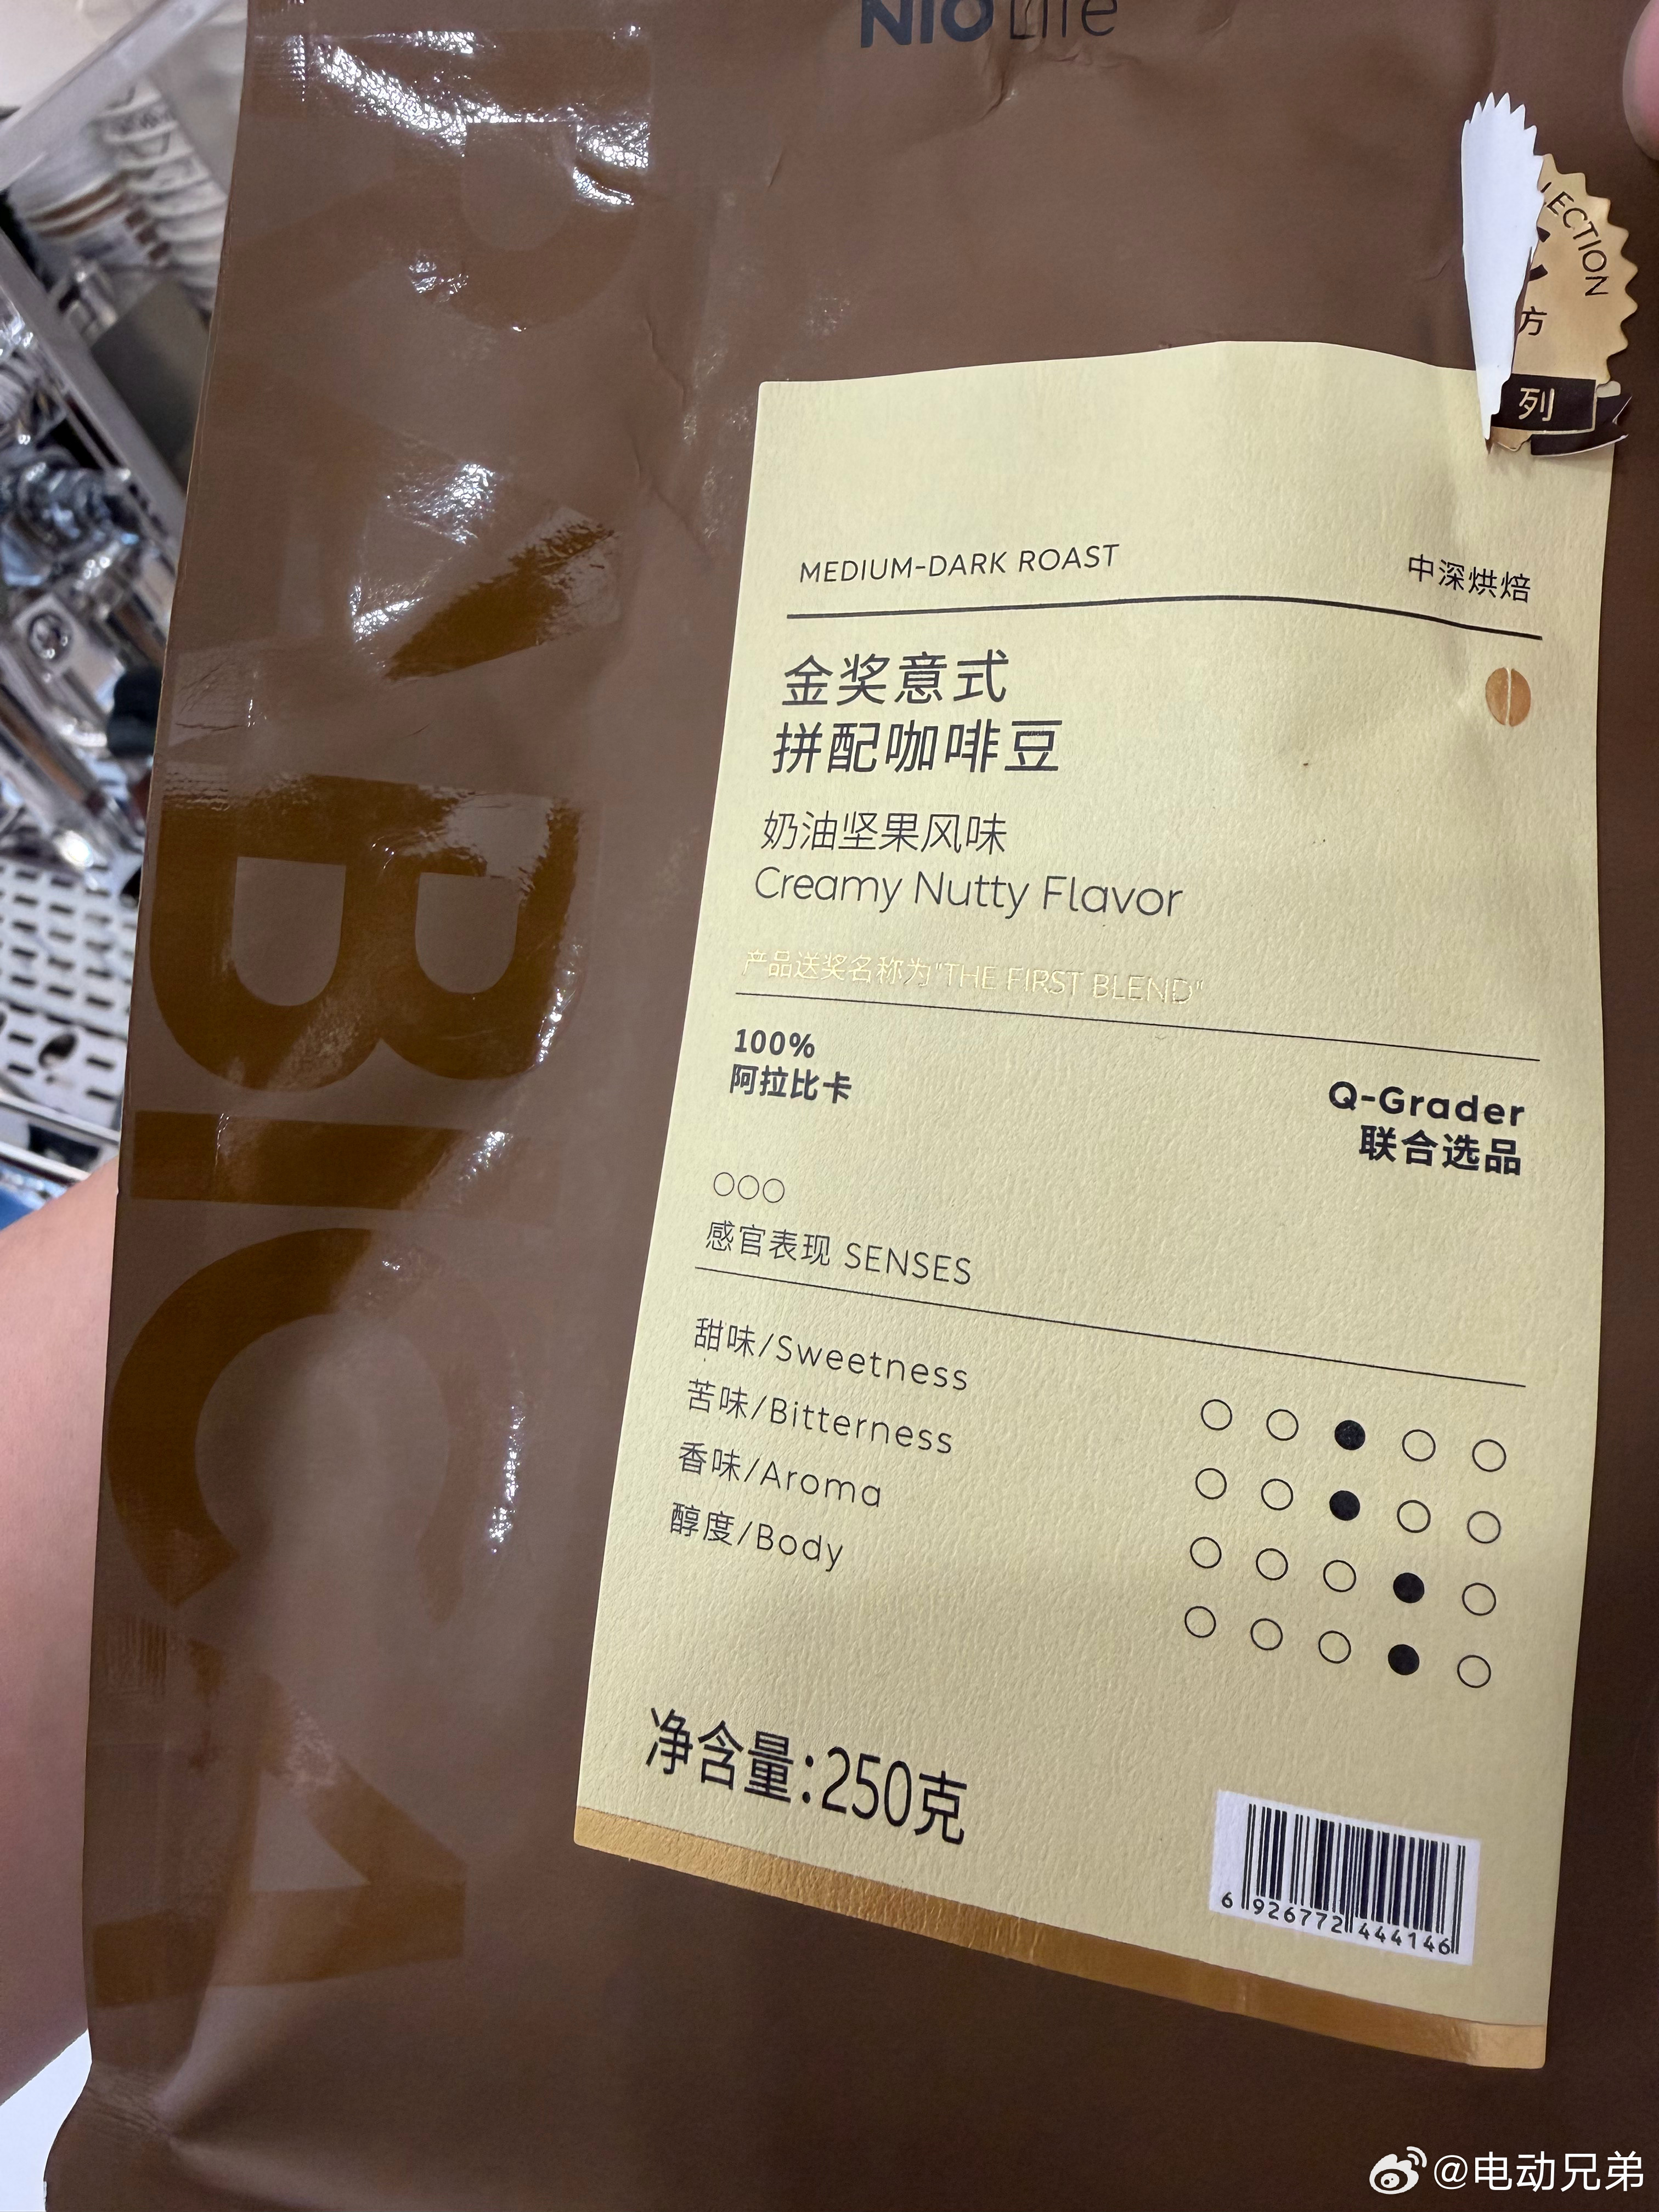 NIO Life
LECTION
方
列
MEDIUM-DARK ROAST
中深烘焙
金奖意式
拼配咖啡豆
奶油坚果风味
Creamy Nutty Flavor
产品送奖名称为"THE FIRST BLEND"
100%
阿拉比卡
Q-Grader
联合选品
感官表现 SENSES
甜味/Sweetness
苦味/Bitterness
香味/Aroma
醇度/Body
净含量:250克
6 926772 444146
@电动兄弟